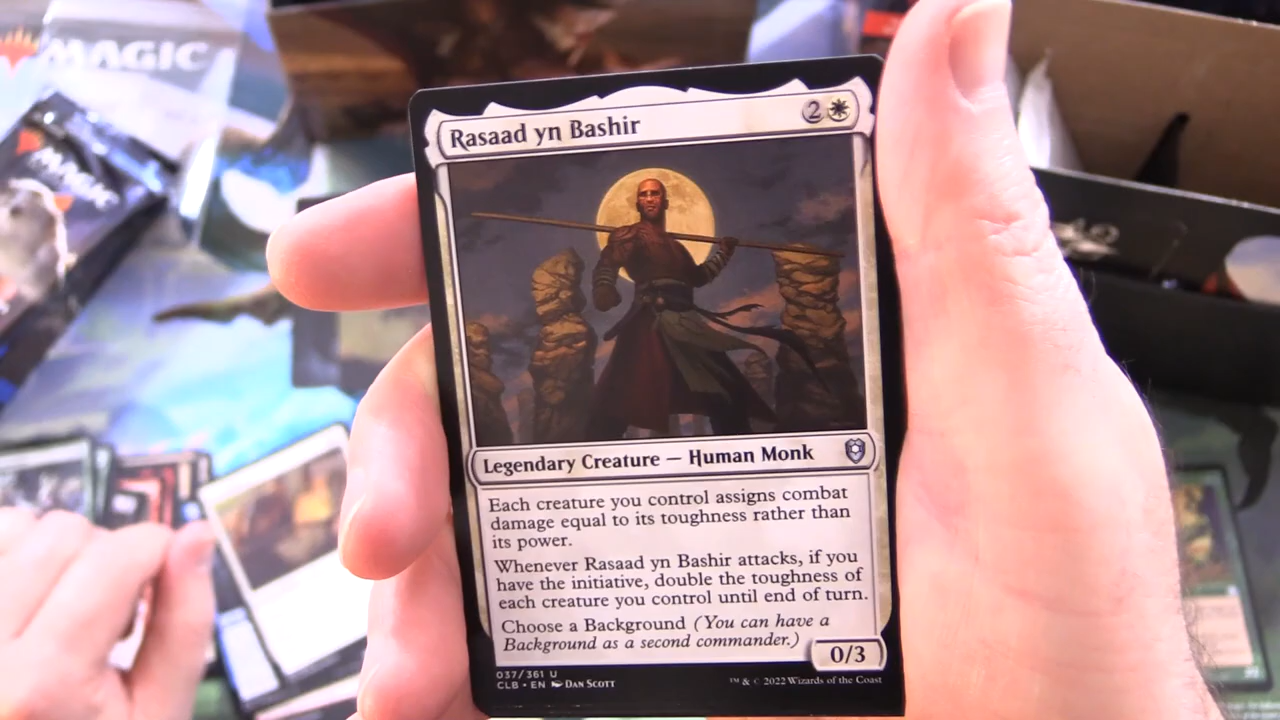 MAGIC
MAGIC
Rasaad yn Bashir
2
Legendary Creature — Human Monk
Each creature you control assigns combat
damage equal to its toughness rather than
its power.
Whenever Rasaad yn Bashir attacks, if you
have the initiative, double the toughness of
each creature you control until end of turn.
Choose a Background (You can have a
Background as a second commander.)
0/3
037/361 U
CLB • EN DAN SCOTT
™ & © 2022 Wizards of the Coast